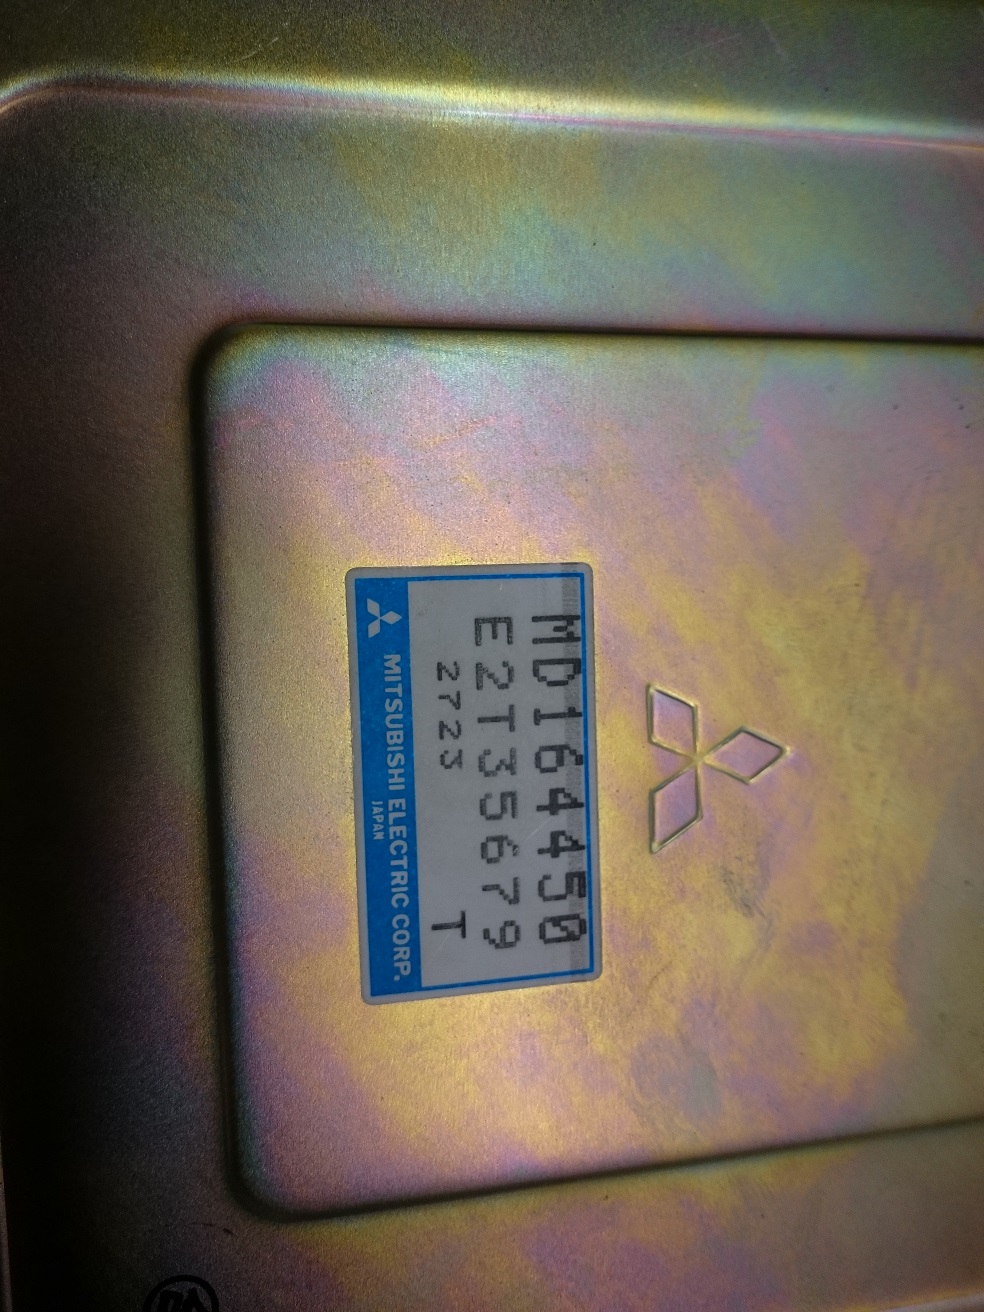 MD164450
E2T35679
2723 T
MITSUBISHI ELECTRIC CORP.
JAPAN